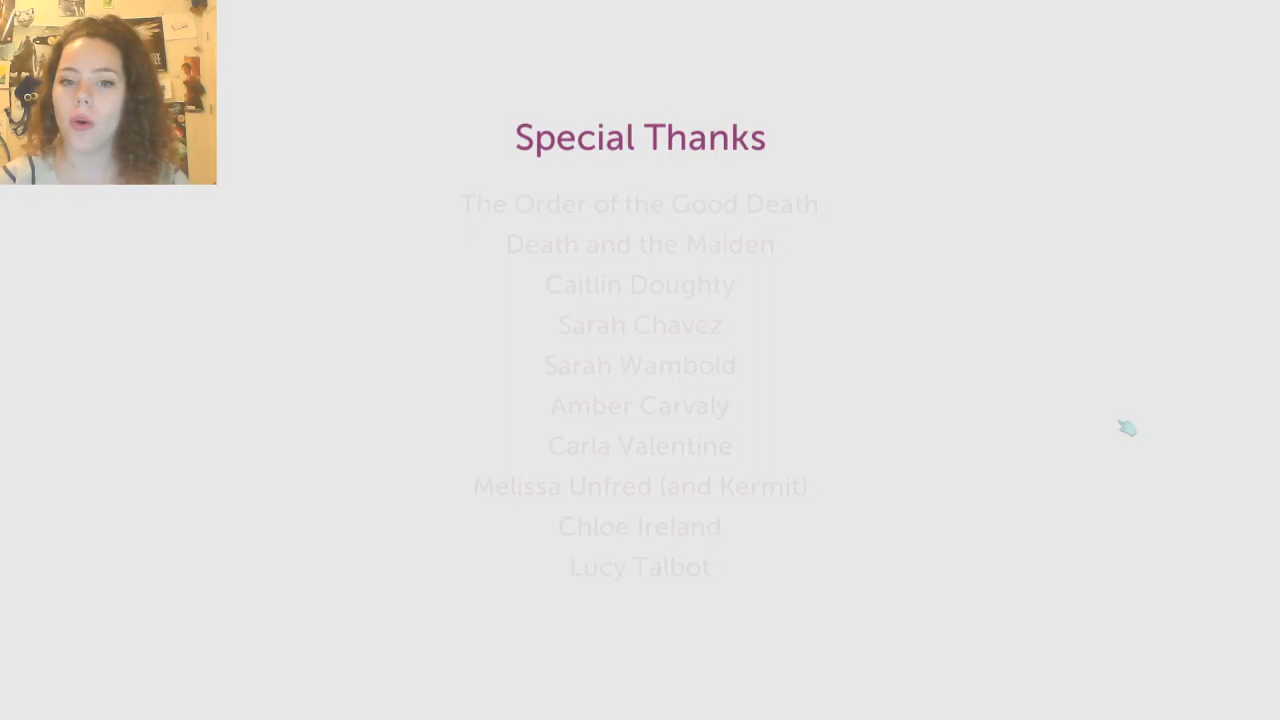 Special Thanks
The Order of the Good Death
Death and the Maiden
Caitlin Doughty
Sarah Chavez
Sarah Wambold
Amber Carvaly
Carla Valentine
Melissa Unfred (and Kermit)
Chloe Ireland
Lucy Talbot